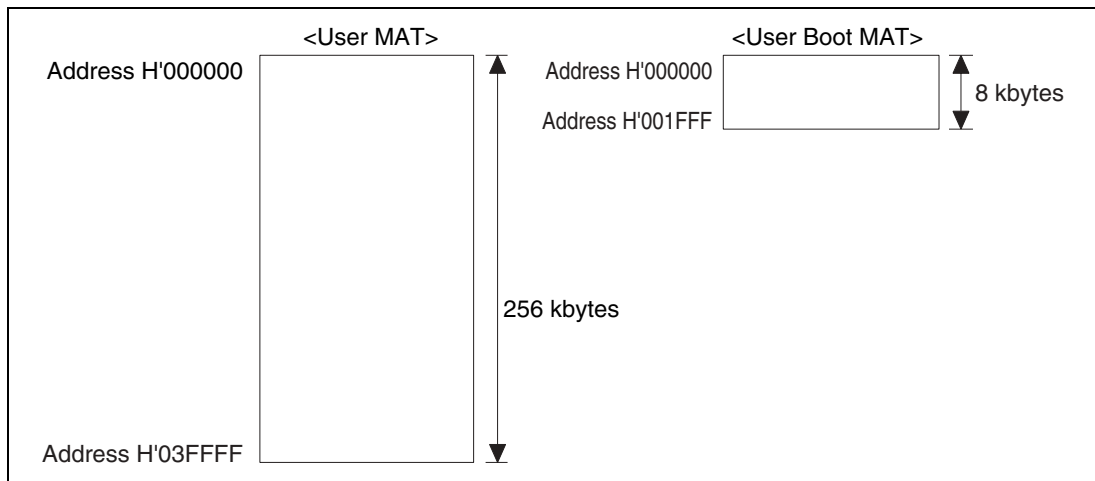 <User MAT>
Address H'000000
256 kbytes
Address H'03FFFF
<User Boot MAT>
Address H'000000
8 kbytes
Address H'001FFF